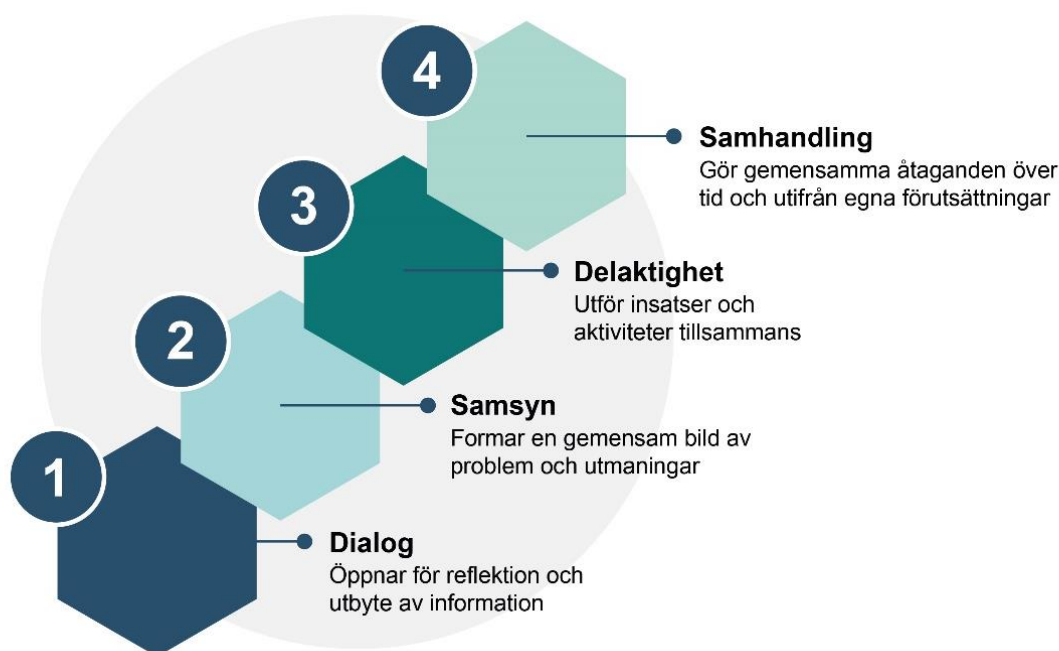 4
Samhandling
Gör gemensamma åtaganden över
tid och utifrån egna förutsättningar
3
Delaktighet
Utför insatser och
aktiviteter tillsammans
2
Samsyn
Formar en gemensam bild av
problem och utmaningar
1
Dialog
Öppnar för reflektion och
utbyte av information